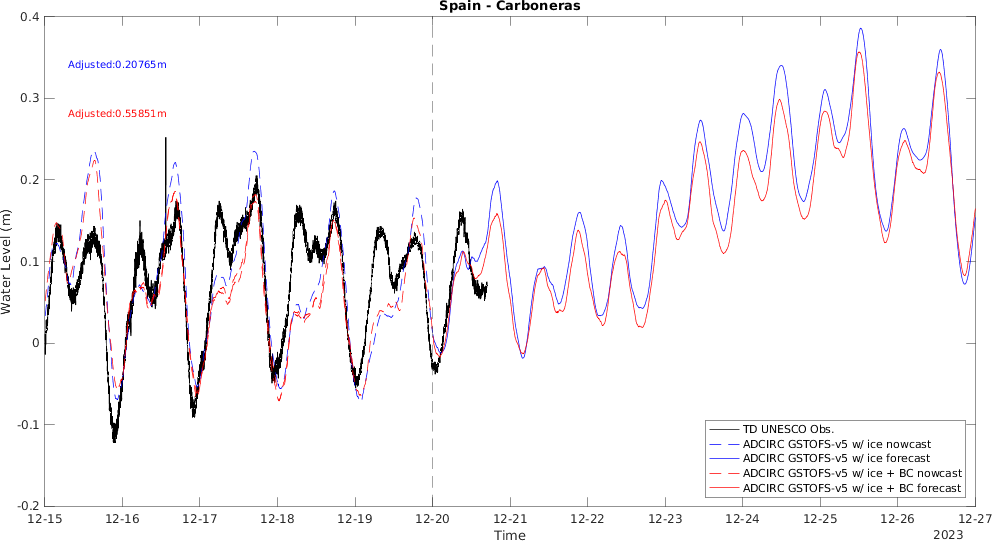 Spain - Carboneras
Adjusted:0.20765m
Adjusted:0.55851m
Water Level (m)
0.4
0.3
0.2
0.1
0
-0.1
-0.2
TD UNESCO Obs.
ADCIRC GSTOFS-v5 w/ ice nowcast
ADCIRC GSTOFS-v5 w/ ice forecast
ADCIRC GSTOFS-v5 w/ ice + BC nowcast
ADCIRC GSTOFS-v5 w/ ice + BC forecast
12-15 12-16 12-17 12-18 12-19 12-20 12-21 12-22 12-23 12-24 12-25 12-26 12-27
Time
2023